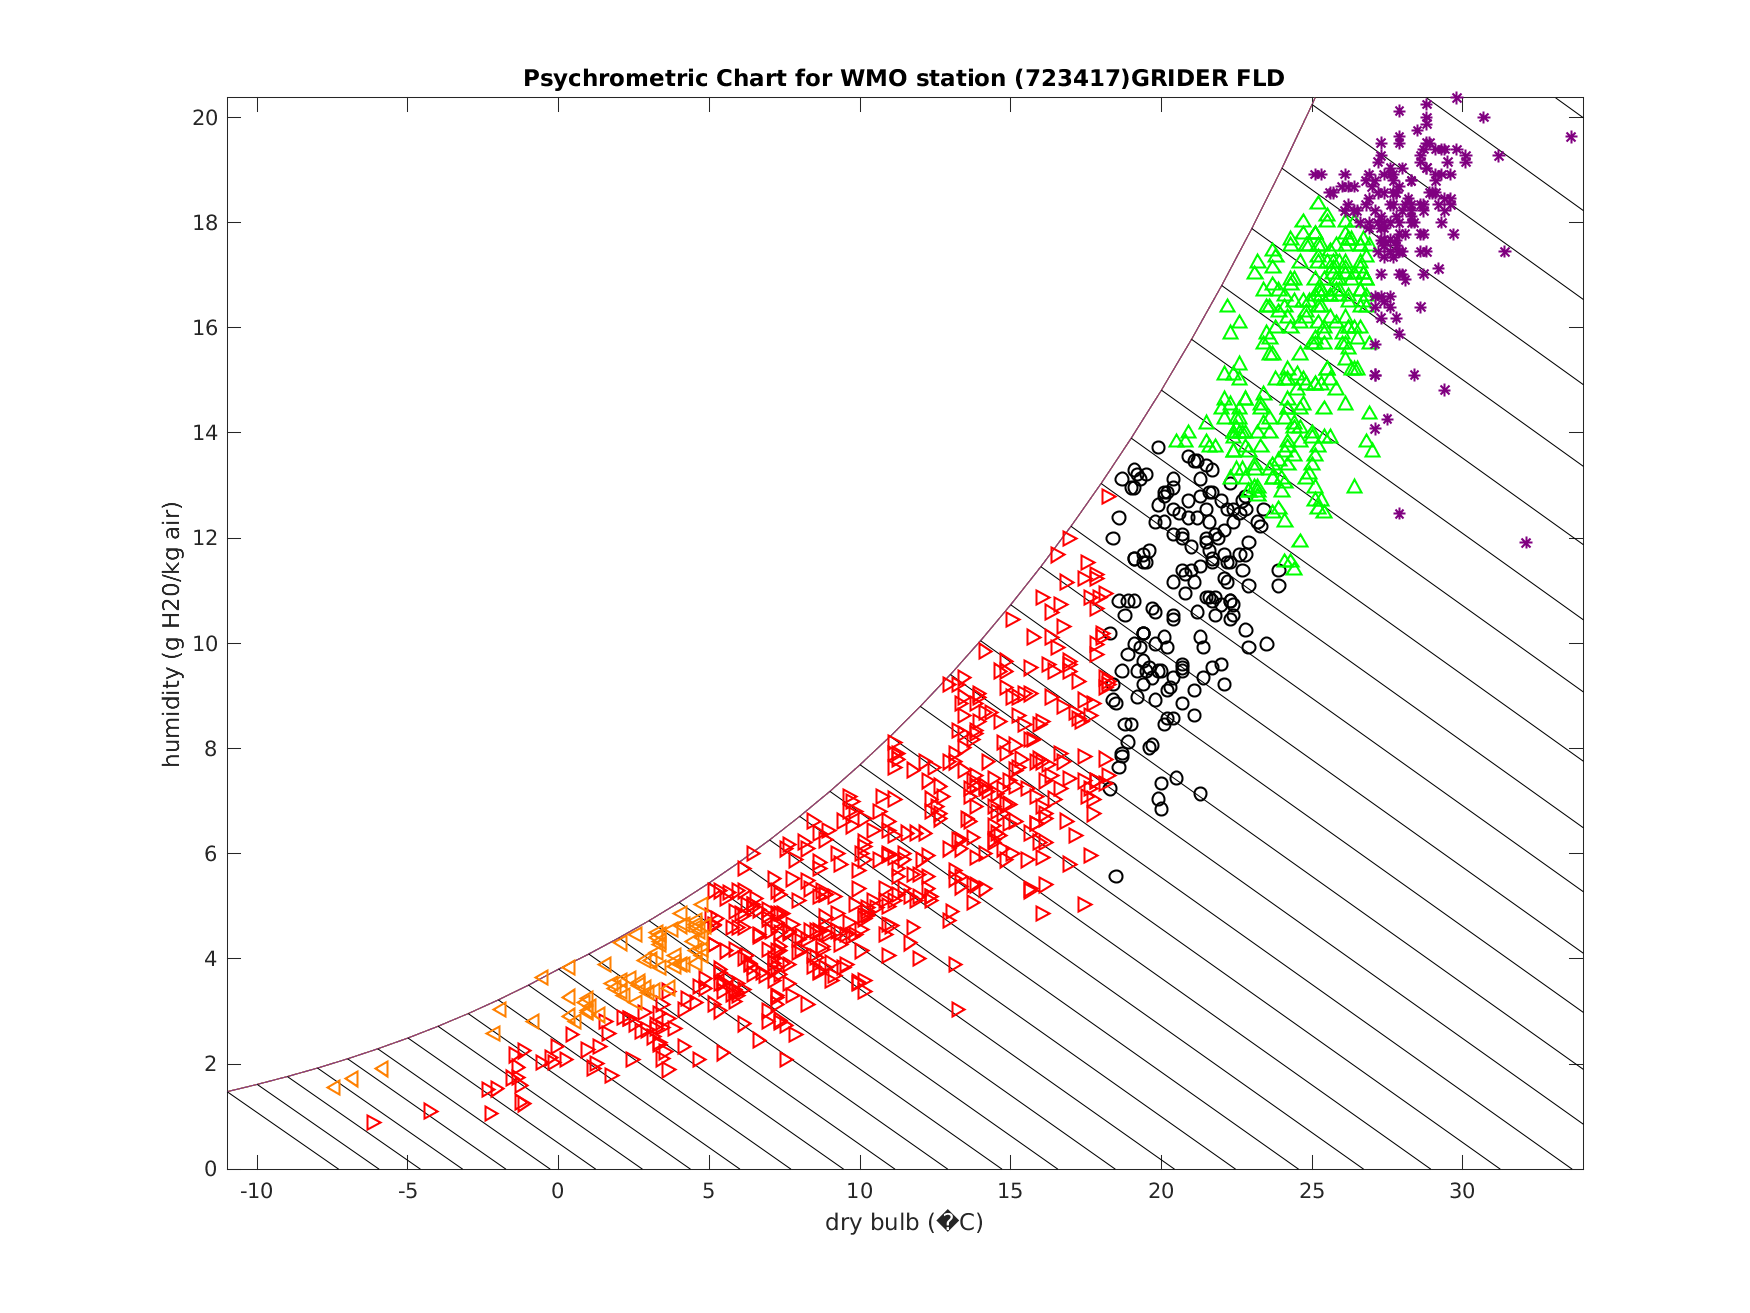 Psychrometric Chart for WMO station (723417)GRIDER FLD
20
18
16
14
12
10
8
6
4
2
0
humidity (g H20/kg air)
-10 -5 0 5 10 15 20 25 30
dry bulb (�C)